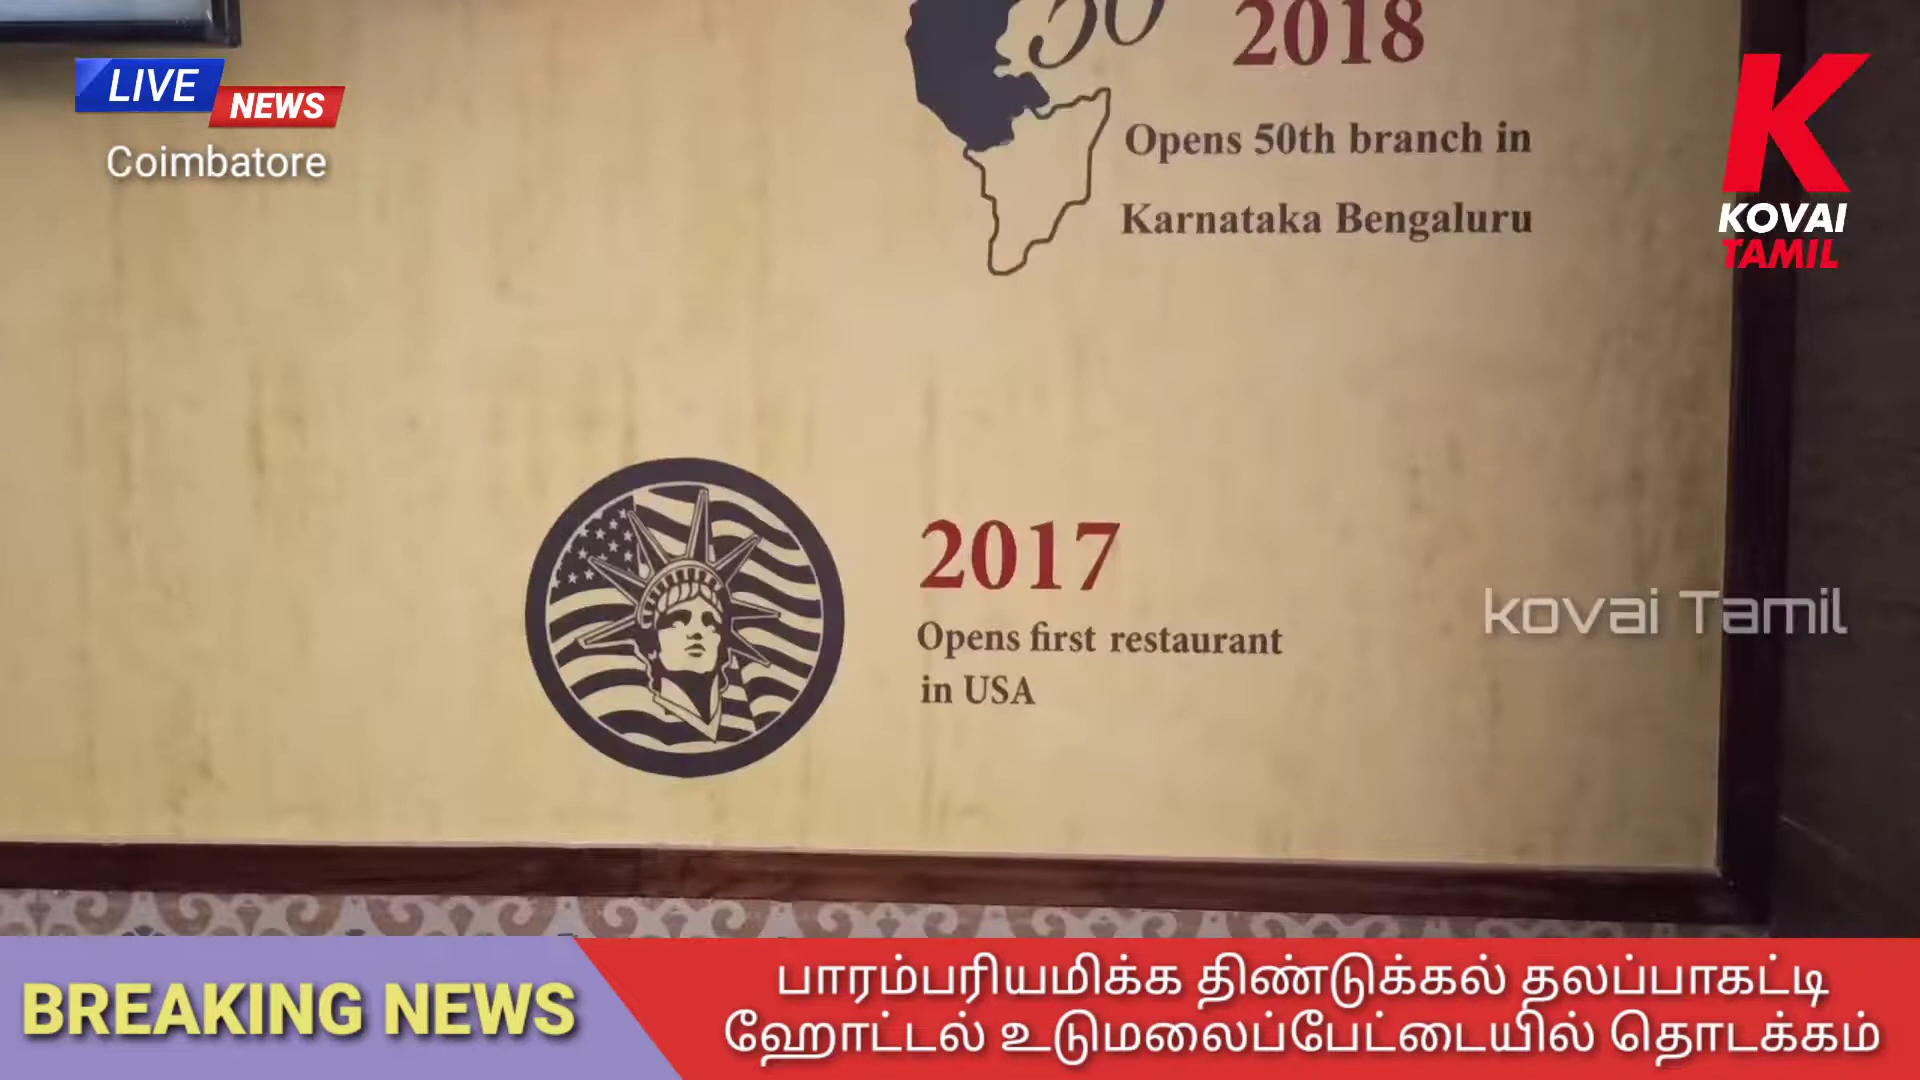 50
2018
LIVE
NEWS
Coimbatore
Opens 50th branch in
Karnataka Bengaluru
K
KOVAI
TAMIL
2017
Opens first restaurant
in USA
kovai Tamil
BREAKING NEWS
பாரம்பரியமிக்க திண்டுக்கல் தலப்பாகட்டி
ஹோட்டல் உடுமலைப்பேட்டையில் தொடக்கம்